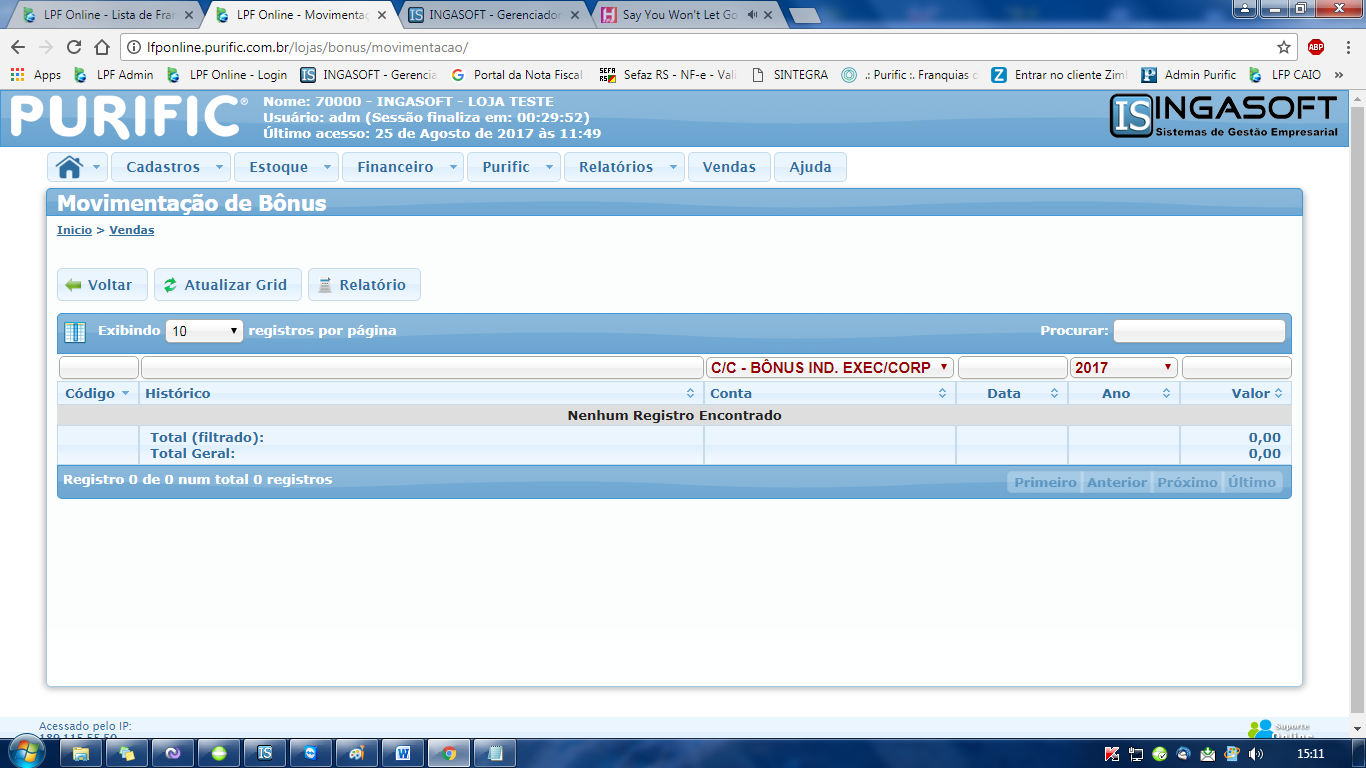 LPF Online - Lista de Fran
LPF Online - Movimentaç
INGASOFT - Gerenciador
Say You Won't Let Go
lfponline.purific.com.br/lojas/bonus/movimentacao/
ABP
Apps
LPF Admin
LPF Online - Login
INGASOFT - Gerencia
Portal da Nota Fiscal
Sefaz RS - NF-e - Vali
SINTEGRA
.: Purific :. Franquias
Entrar no cliente Zim
Admin Purific
LFP CAIO
PURIFIC®
Nome: 70000 - INGASOFT - LOJA TESTE
Usuário: adm (Sessão finaliza em: 00:29:52)
Último acesso: 25 de Agosto de 2017 às 11:49
IS INGASOFT
Sistemas de Gestão Empresarial
Cadastros
Estoque
Financeiro
Purific
Relatórios
Vendas
Ajuda
Movimentação de Bônus
Inicio > Vendas
Voltar
Atualizar Grid
Relatório
Exibindo 10 registros por página
Procurar:
C/C - BÔNUS IND. EXEC/CORP
2017
Código
Histórico
Conta
Data
Ano
Valor
Nenhum Registro Encontrado
Total (filtrado):
0,00
Total Geral:
0,00
Registro 0 de 0 num total 0 registros
Primeiro
Anterior
Próximo
Último
Acessado pelo IP:
Suporte
Online
15:11